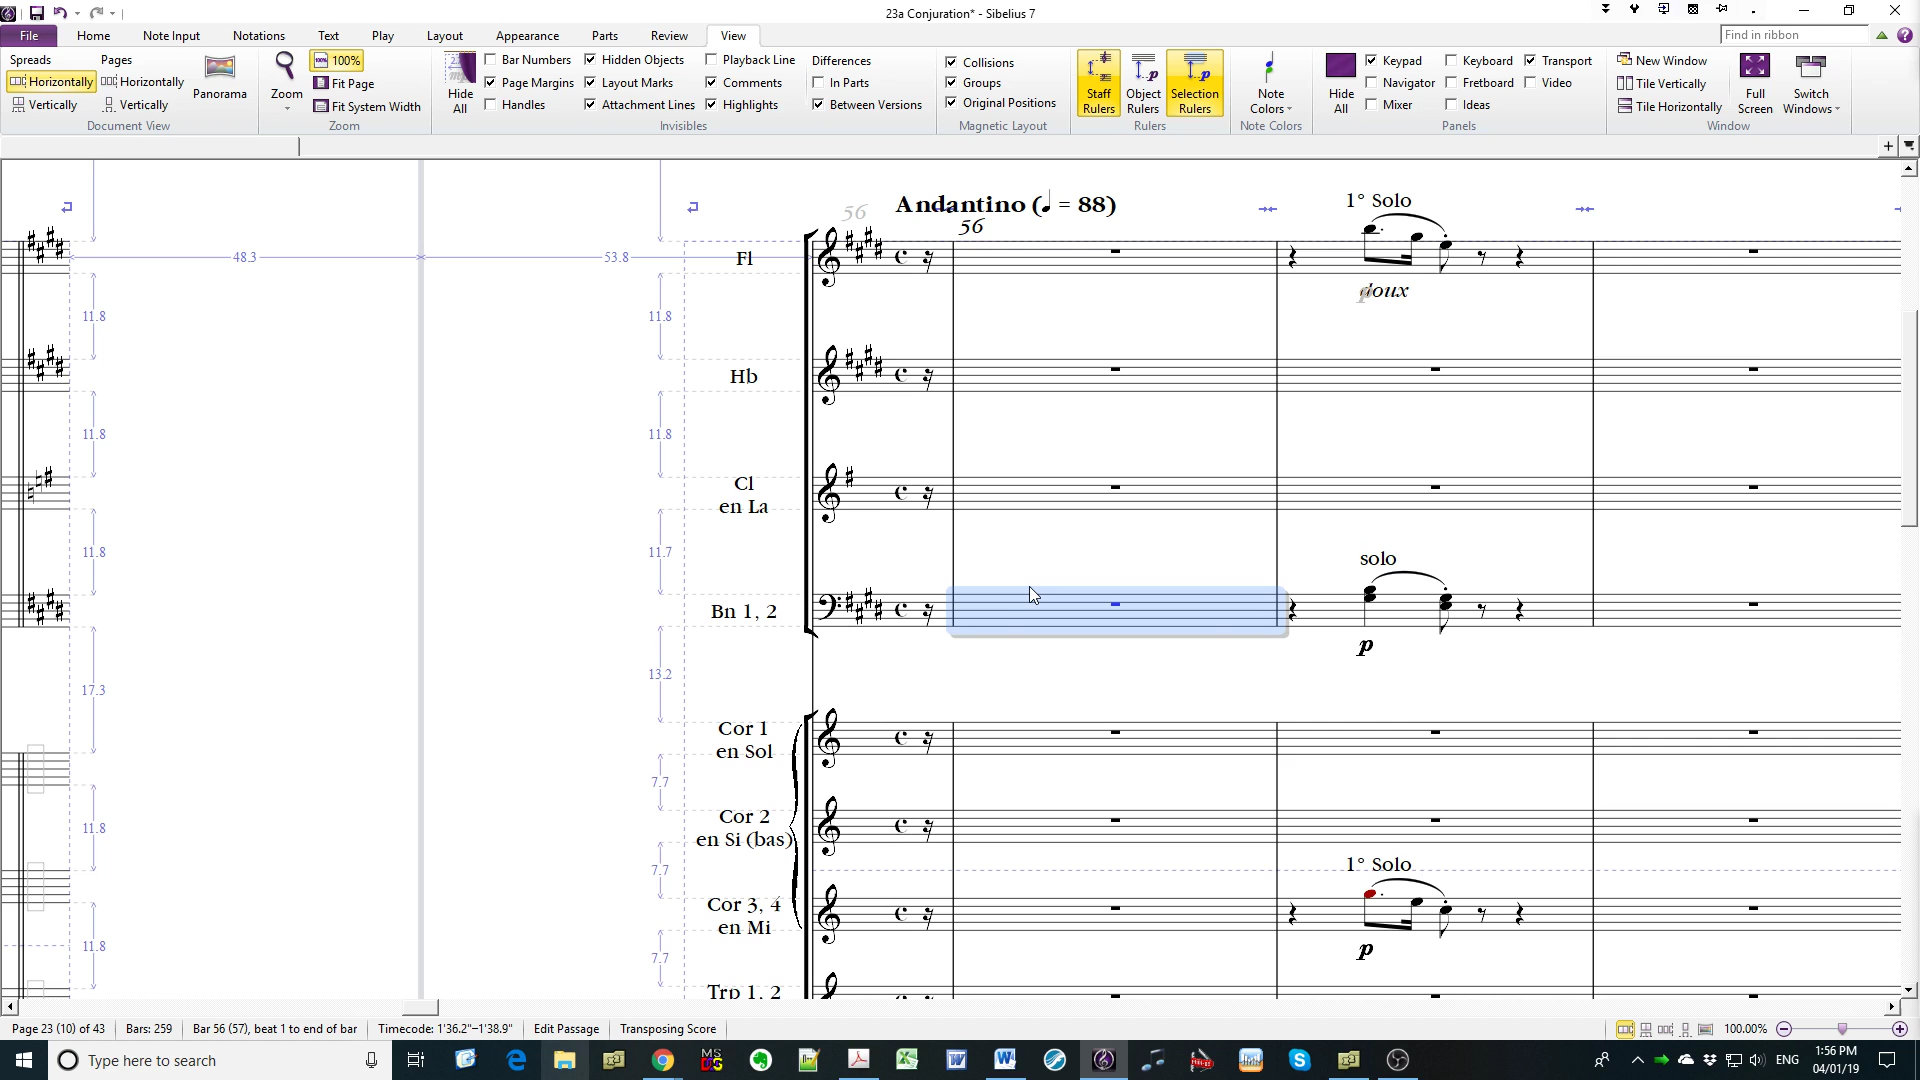 23a Conjuration* - Sibelius 7
File Home Note Input Notations Text Play Layout Appearance Parts Review View Find in ribbon
Spreads Pages 100% Bar Numbers Hidden Objects Playback Line Differences Collisions Keypad Keyboard Transport New Window
Horizontally Horizontally Panorama Zoom Fit Page Hide All Page Margins Layout Marks Comments In Parts Groups Staff Rulers Object Rulers Selection Rulers Note Colors Hide All Navigator Fretboard Video Tile Vertically Full Screen Switch Windows
Vertically Vertically Fit System Width Handles Attachment Lines Highlights Between Versions Original Positions Mixer Ideas Tile Horizontally
Document View Zoom Invisibles Magnetic Layout Rulers Note Colors Panels Window
56 Andantino (♩ = 88) 1° Solo
56
48.3 53.8 Fl
doux
11.8 11.8
Hb
11.8 11.8
Cl
en La
11.8 11.7
solo
Bn 1, 2
p
13.2
17.3
Cor 1
en Sol
7.7
Cor 2
11.8
en Si (bas)
1° Solo
7.7
Cor 3, 4
en Mi
11.8
p
7.7
Trp 1, 2
Page 23 (10) of 43 Bars: 259 Bar 56 (57), beat 1 to end of bar Timecode: 1'36.2"–1'38.9" Edit Passage Transposing Score 100.00%
Type here to search ENG 1:56 PM
04/01/19